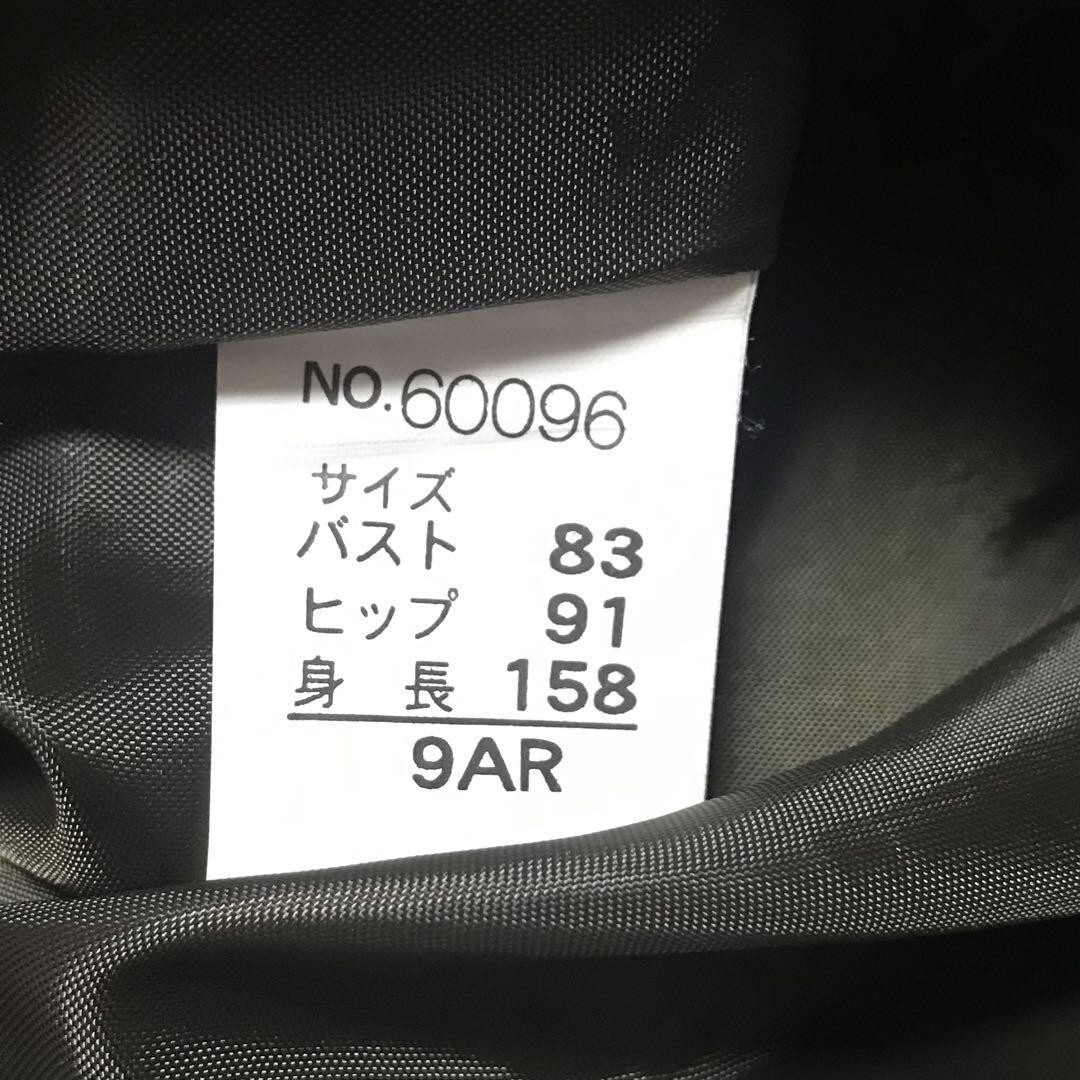 NO.60096
サイズ
バスト 83
ヒップ 91
身 長 158
9AR